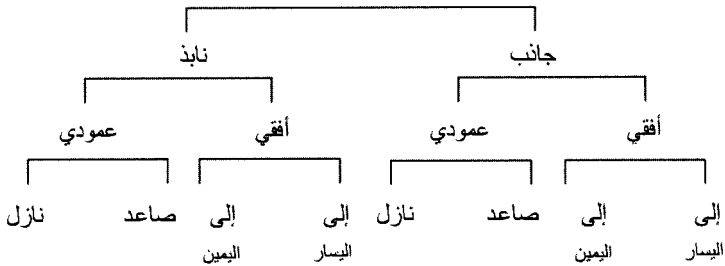 جانب نابذ
أفقي عمودي أفقي عمودي
إلى إلى صاعد نازل إلى إلى صاعد نازل
اليسار اليمين اليسار اليمين